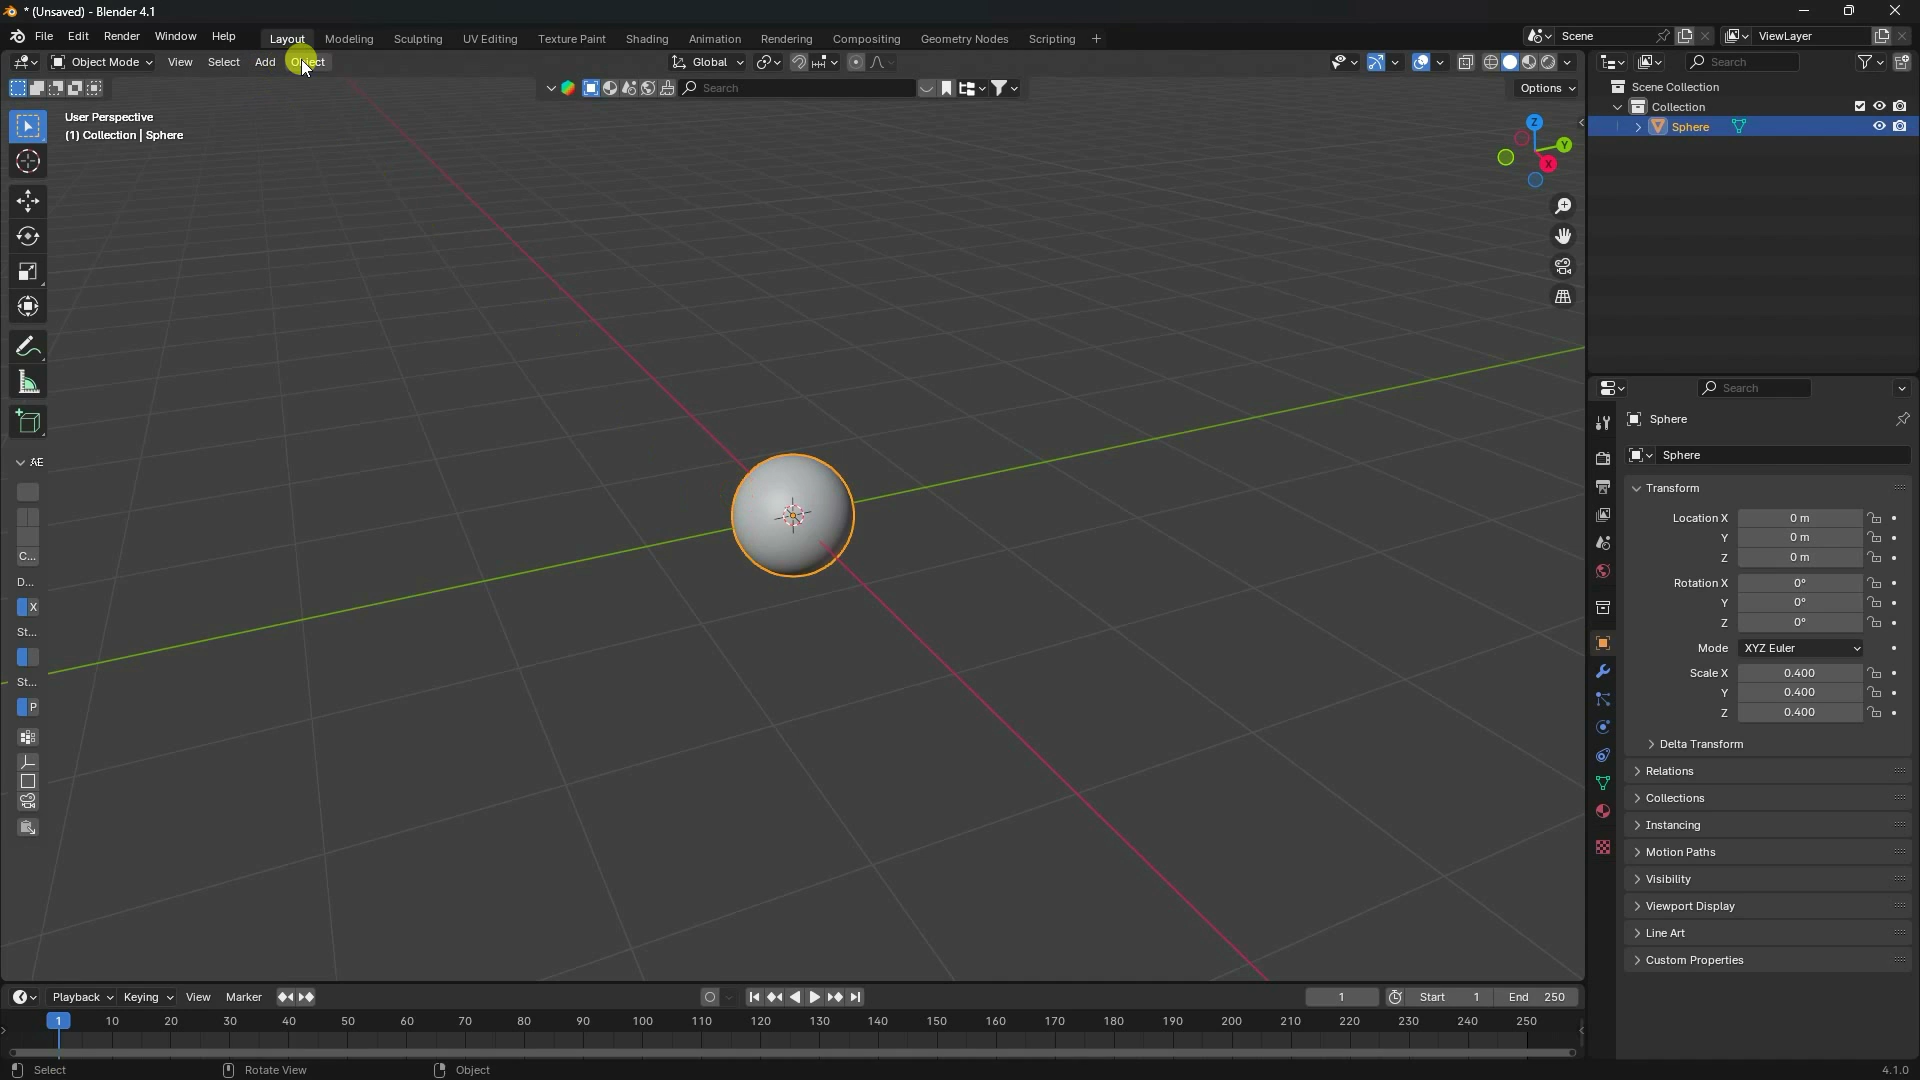 * (Unsaved) - Blender 4.1
File Edit Render Window Help Layout Modeling Sculpting UV Editing Texture Paint Shading Animation Rendering Compositing Geometry Nodes Scripting + Scene ViewLayer
Object Mode View Select Add Object Global Search
Search Options
User Perspective
(1) Collection | Sphere
Z
Y
X
Scene Collection
Collection
Sphere
AE
C...
D...
X
St...
St...
P
Search
Sphere
Sphere
Transform
Location X 0 m
Y 0 m
Z 0 m
Rotation X 0°
Y 0°
Z 0°
Mode XYZ Euler
Scale X 0.400
Y 0.400
Z 0.400
Delta Transform
Relations
Collections
Instancing
Motion Paths
Visibility
Viewport Display
Line Art
Custom Properties
Playback Keying View Marker 1 Start 1 End 250
1 10 20 30 40 50 60 70 80 90 100 110 120 130 140 150 160 170 180 190 200 210 220 230 240 250
Select Rotate View Object 4.1.0